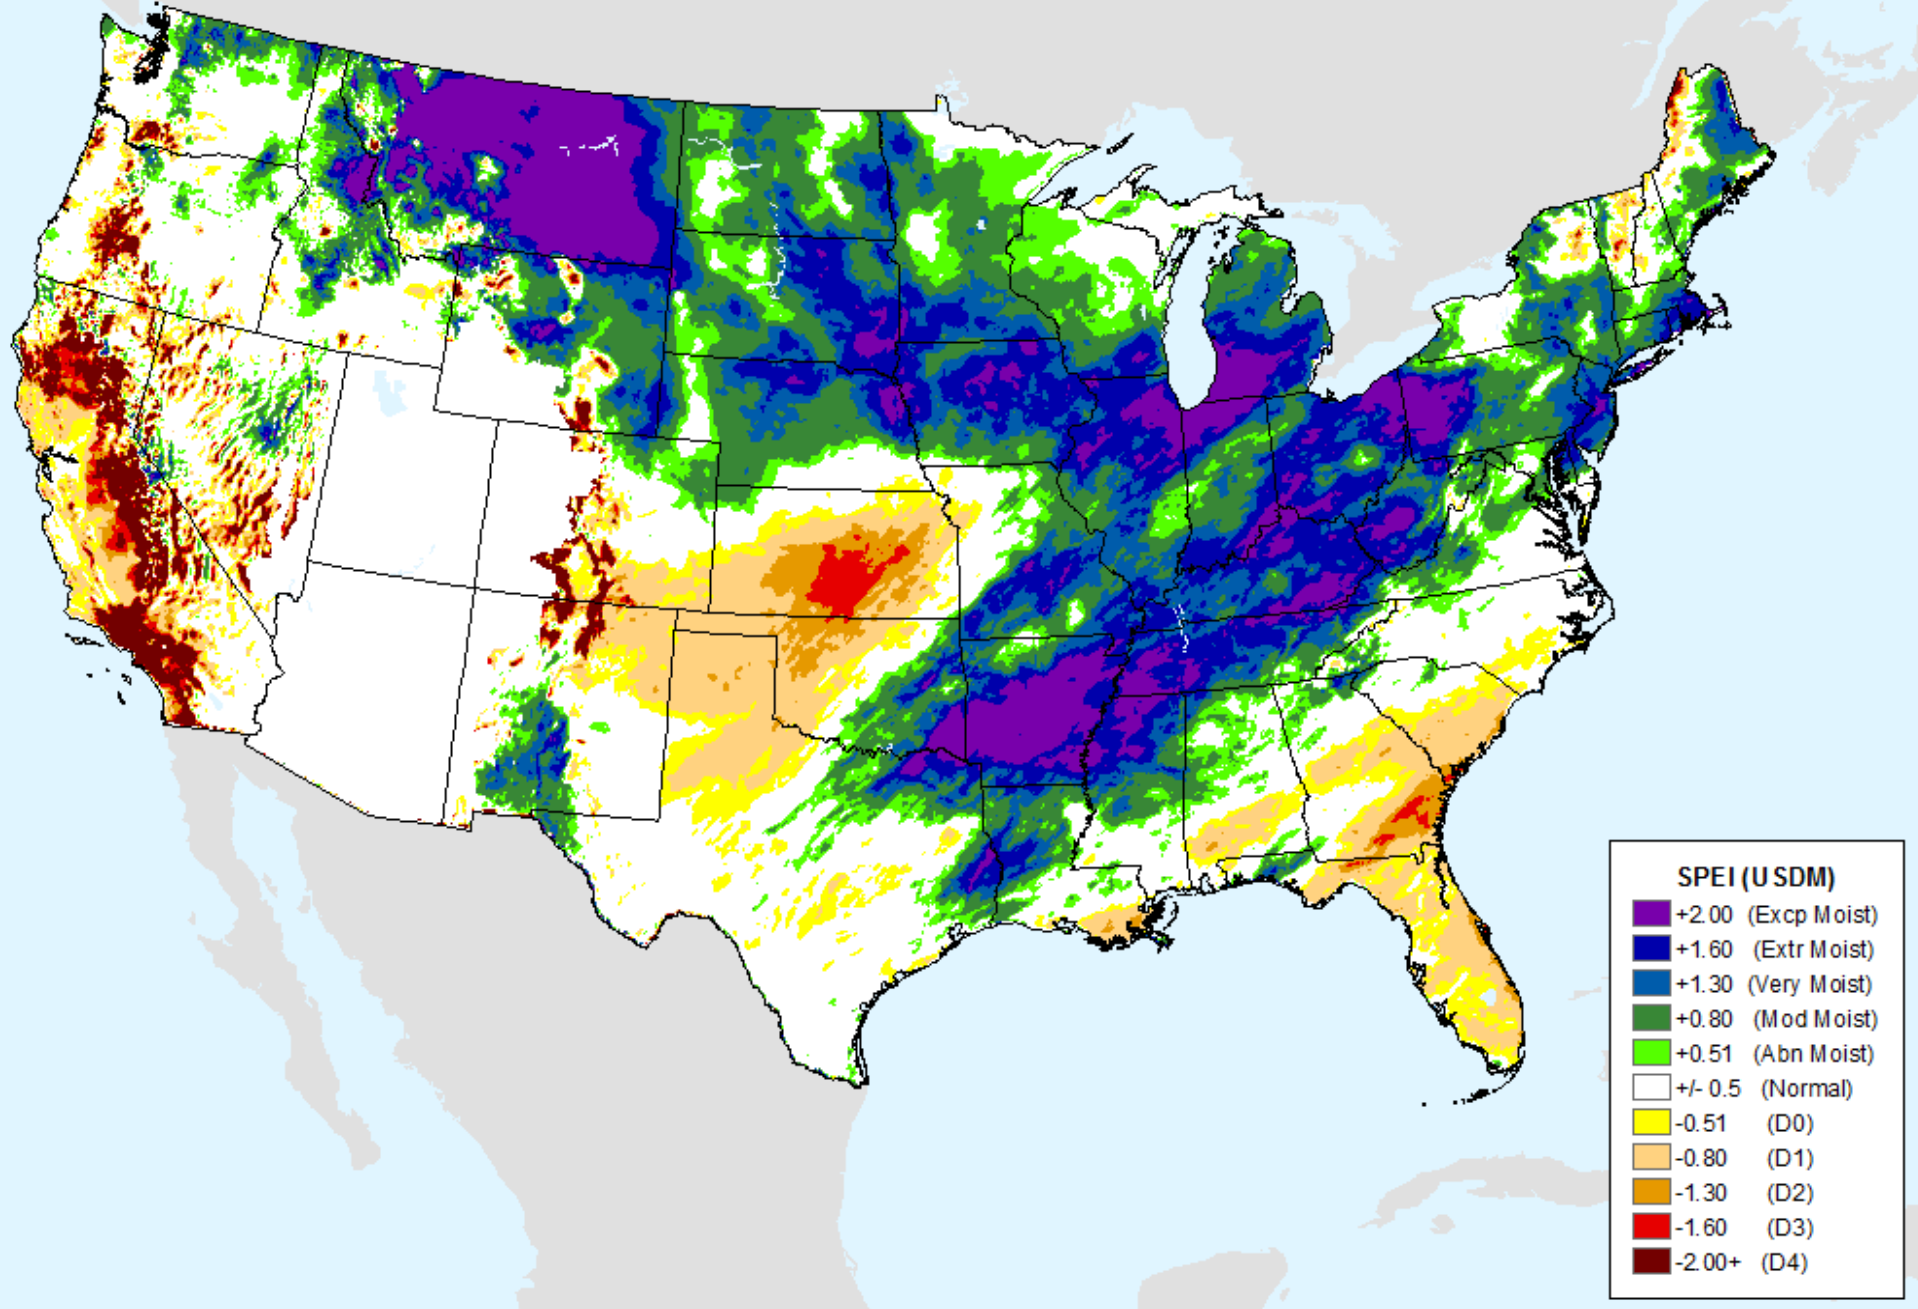 SPEI (USDM)
+2.00 (Excp Moist)
+1.60 (Extr Moist)
+1.30 (Very Moist)
+0.80 (Mod Moist)
+0.51 (Abn Moist)
+/- 0.5 (Normal)
-0.51 (D0)
-0.80 (D1)
-1.30 (D2)
-1.60 (D3)
-2.00+ (D4)